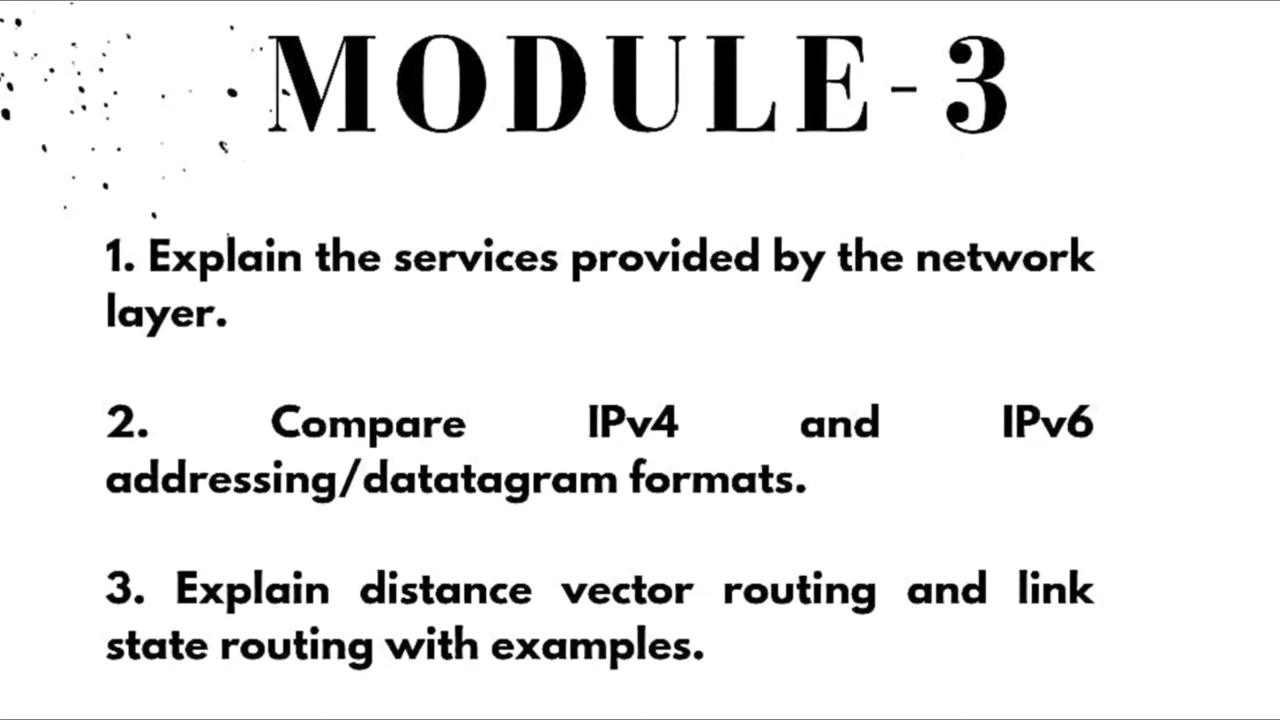 MODULE-3
1. Explain the services provided by the network
layer.
2. Compare IPv4 and IPv6
addressing/datatagram formats.
3. Explain distance vector routing and link
state routing with examples.